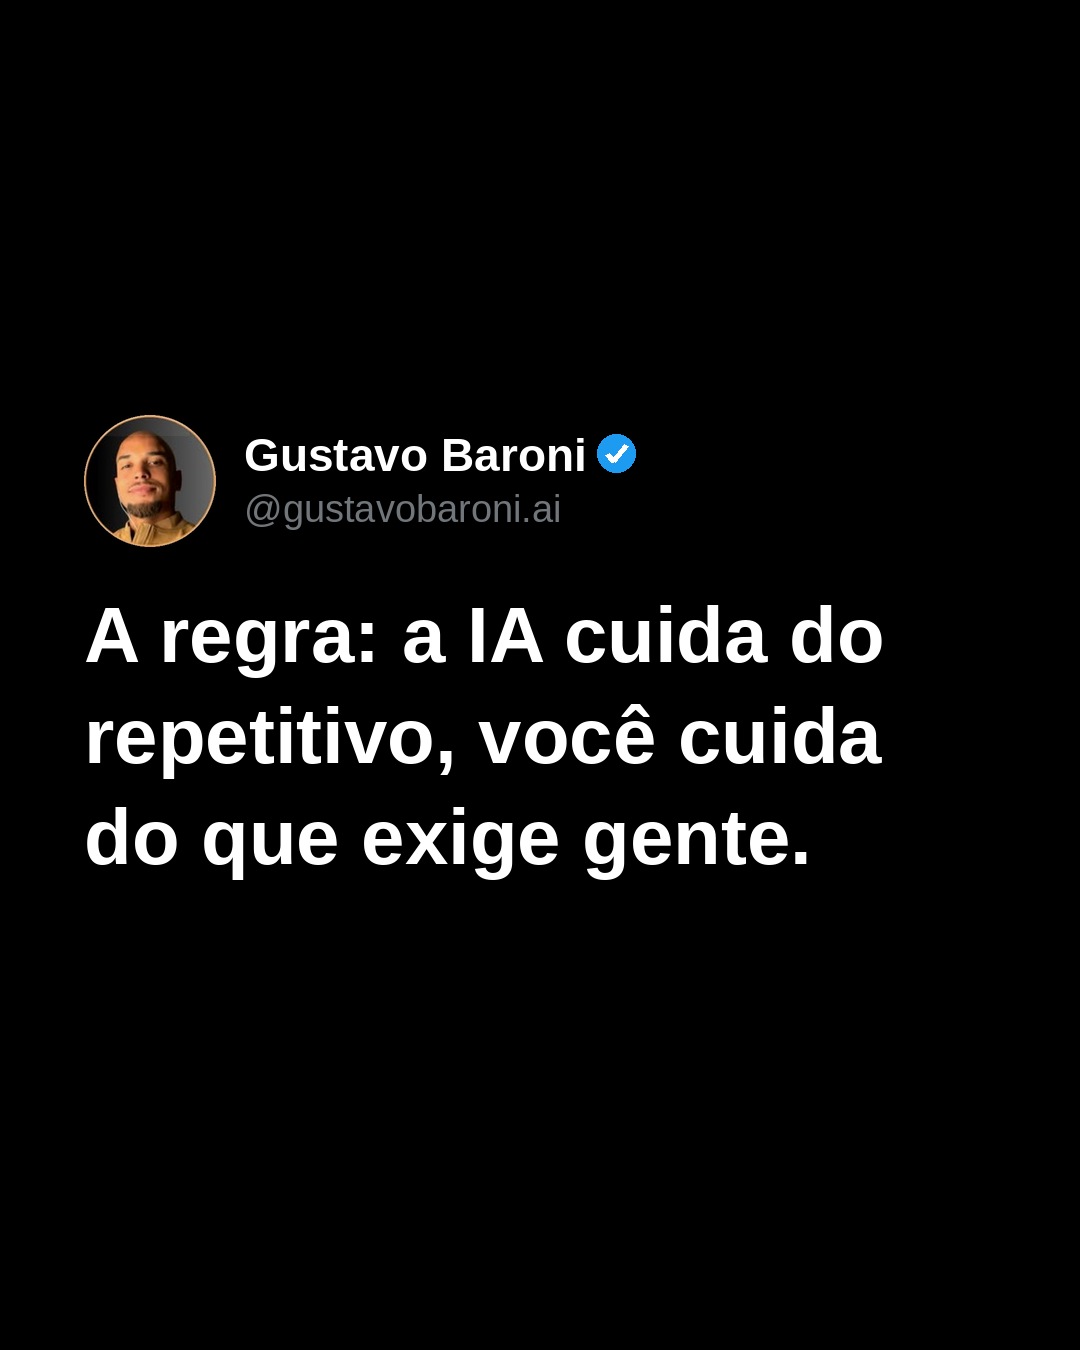 Gustavo Baroni
@gustavobaroni.ai
A regra: a IA cuida do
repetitivo, você cuida
do que exige gente.